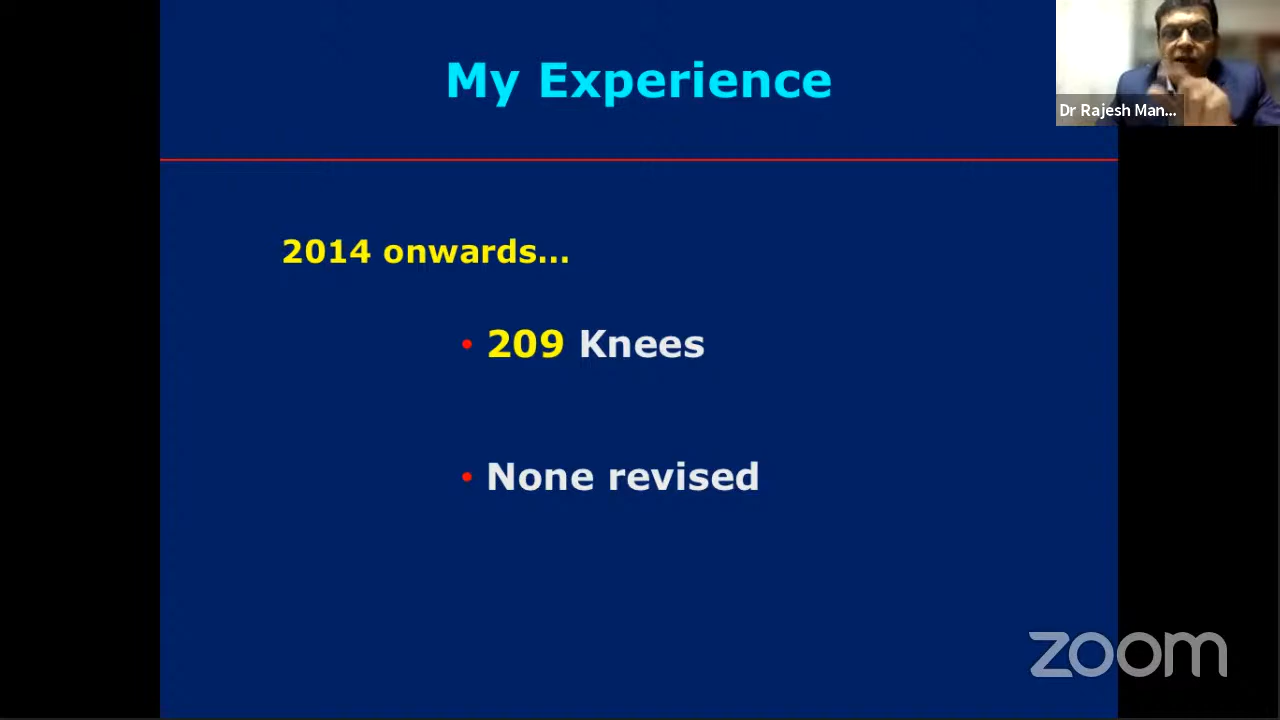 My Experience
Dr Rajesh Man...
2014 onwards...
• 209 Knees
• None revised
zoom